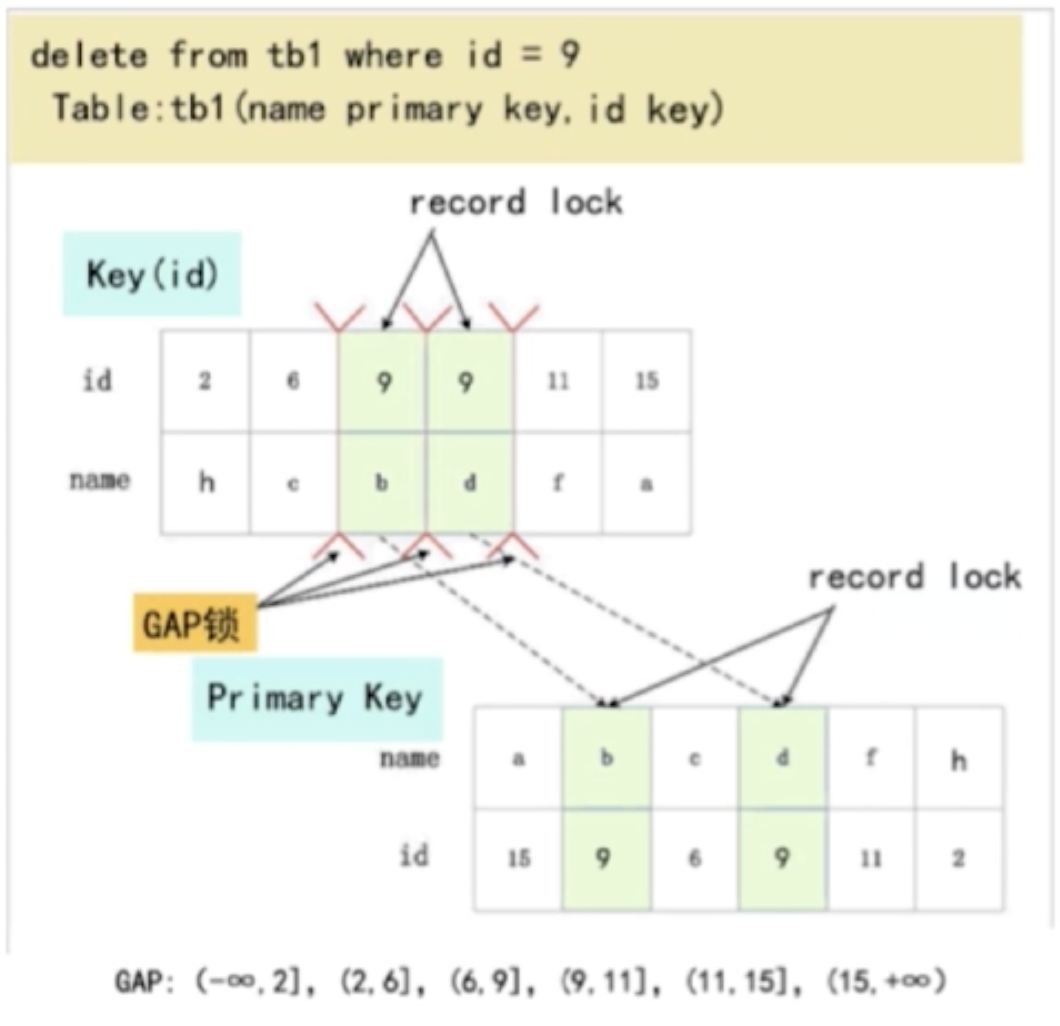 delete from tb1 where id = 9
Table:tb1(name primary key, id key)
record lock
Key(id)
id 2 6 9 9 11 15
name h c b d f a
GAP锁
record lock
Primary Key
name a b c d f h
id 15 9 6 9 11 2
GAP: (-∞,2], (2,6], (6,9], (9,11], (11,15], (15,+∞)